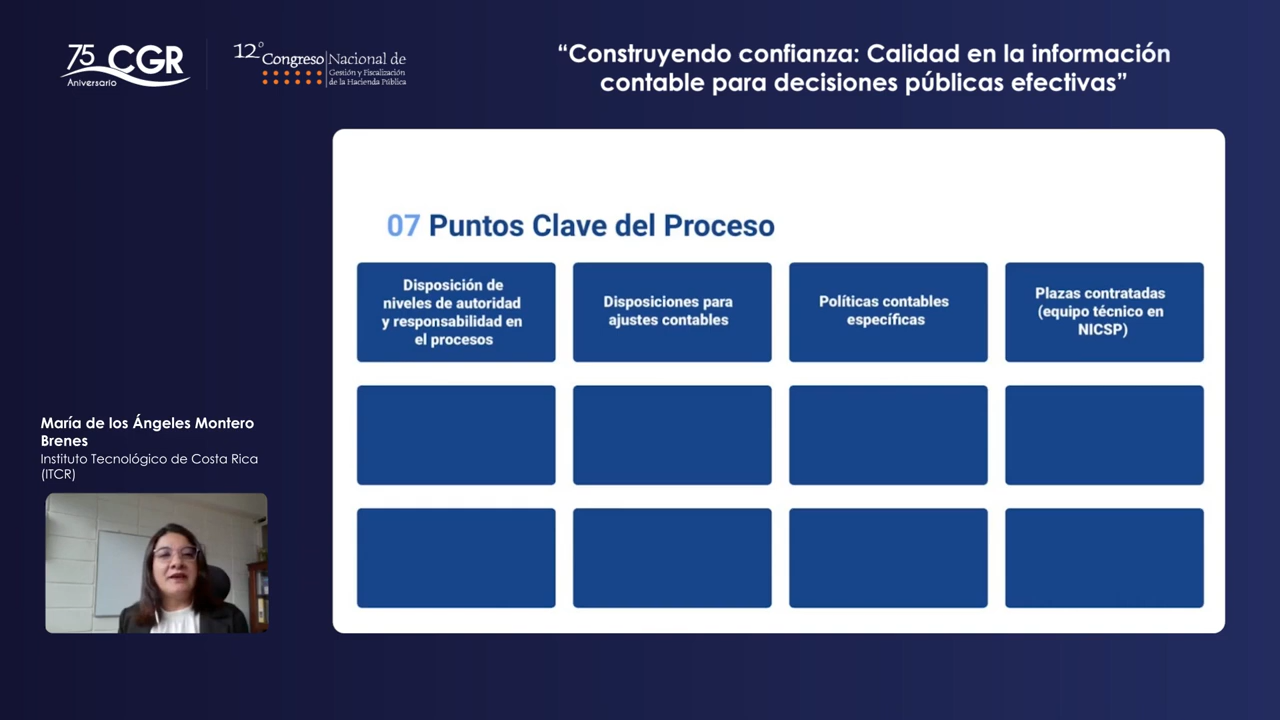 75 CGR
Aniversario
12° Congreso Nacional de
Gestión y Fiscalización
de la Hacienda Pública
“Construyendo confianza: Calidad en la información
contable para decisiones públicas efectivas”
07 Puntos Clave del Proceso
Disposición de
niveles de autoridad
y responsabilidad en
el procesos
Disposiciones para
ajustes contables
Políticas contables
específicas
Plazas contratadas
(equipo técnico en
NICSP)
María de los Ángeles Montero
Brenes
Instituto Tecnológico de Costa Rica
(ITCR)